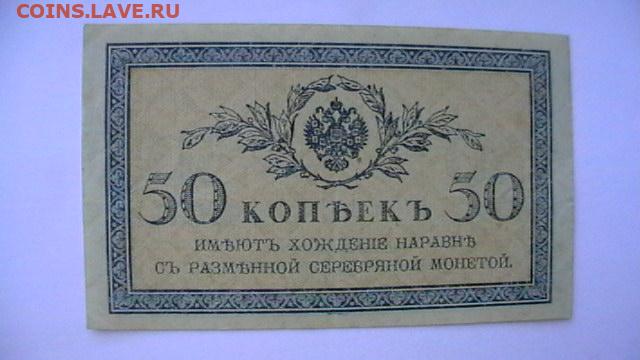 COINS.LAVE.RU
50 КОПѢЕКЪ 50
ИМѢЮТЪ ХОЖДЕНІЕ НАРАВНѢ
СЪ РАЗМѢННОЙ СЕРЕБРЯНОЙ МОНЕТОЙ.